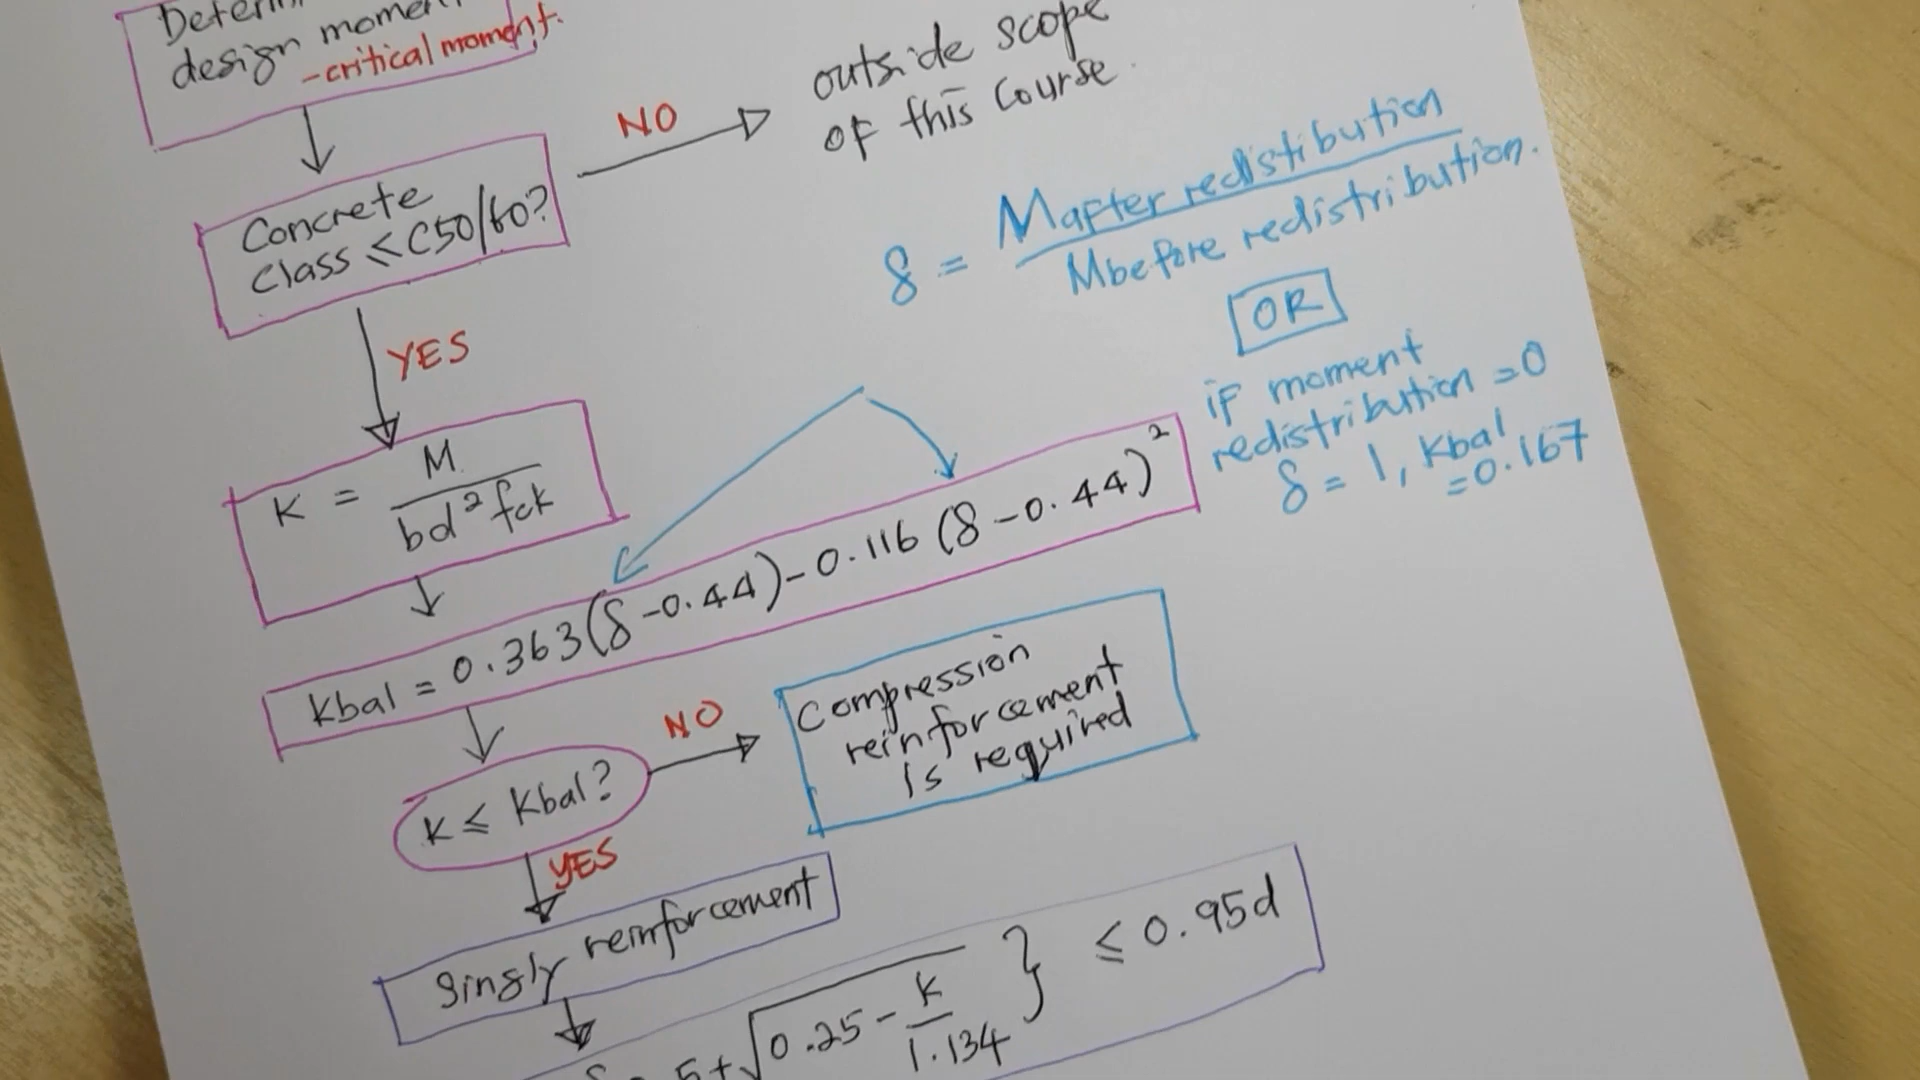 design moment
-critical moment.
NO
outside scope
of this course.
Concrete
class ≤ C50/60?
YES
δ = Mafter redistibution / Mbefore redistribution.
OR
if moment
redistribution = 0
δ = 1, Kbal
= 0.167
K = M / bd²fck
Kbal = 0.363(δ - 0.44) - 0.116(δ - 0.44)²
K ≤ Kbal?
NO
Compression
reinforcement
is required
YES
Singly reinforcement
5 + √0.25 - K/1.134 } ≤ 0.95d